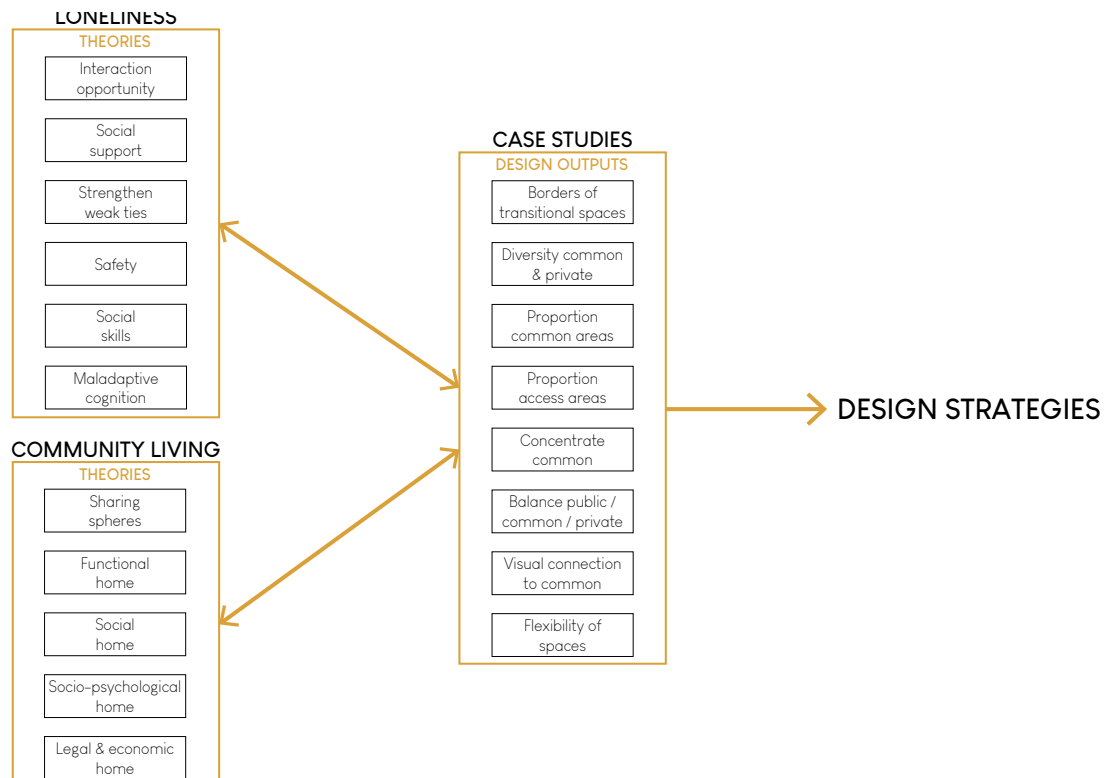 LONELINESS
THEORIES
Interaction
opportunity
Social
support
Strengthen
weak ties
Safety
Social
skills
Maladaptive
cognition
COMMUNITY LIVING
THEORIES
Sharing
spheres
Functional
home
Social
home
Socio-psychological
home
Legal & economic
home
CASE STUDIES
DESIGN OUTPUTS
Borders of
transitional spaces
Diversity common
& private
Proportion
common areas
Proportion
access areas
Concentrate
common
Balance public /
common / private
Visual connection
to common
Flexibility of
spaces
DESIGN STRATEGIES